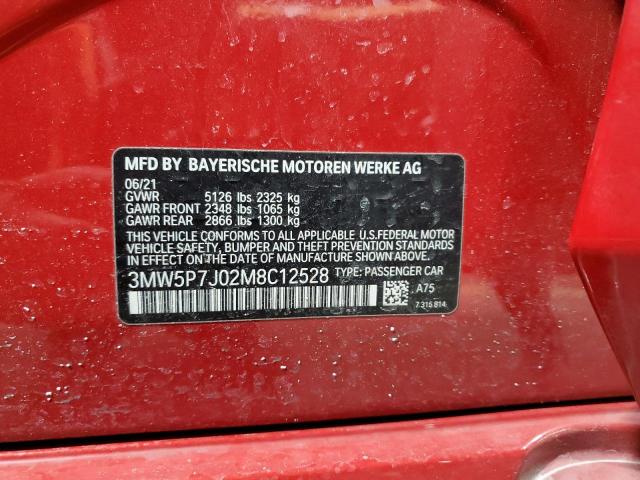 MFD BY BAYERISCHE MOTOREN WERKE AG
06/21
GVWR 5126 lbs 2325 kg
GAWR FRONT 2348 lbs 1065 kg
GAWR REAR 2866 lbs 1300 kg
THIS VEHICLE CONFORMS TO ALL APPLICABLE U.S.FEDERAL MOTOR
VEHICLE SAFETY, BUMPER AND THEFT PREVENTION STANDARDS
IN EFFECT ON THE DATE OF MANUFACTURE SHOWN ABOVE.
3MW5P7J02M8C12528 TYPE: PASSENGER CAR
A75
7 316 814